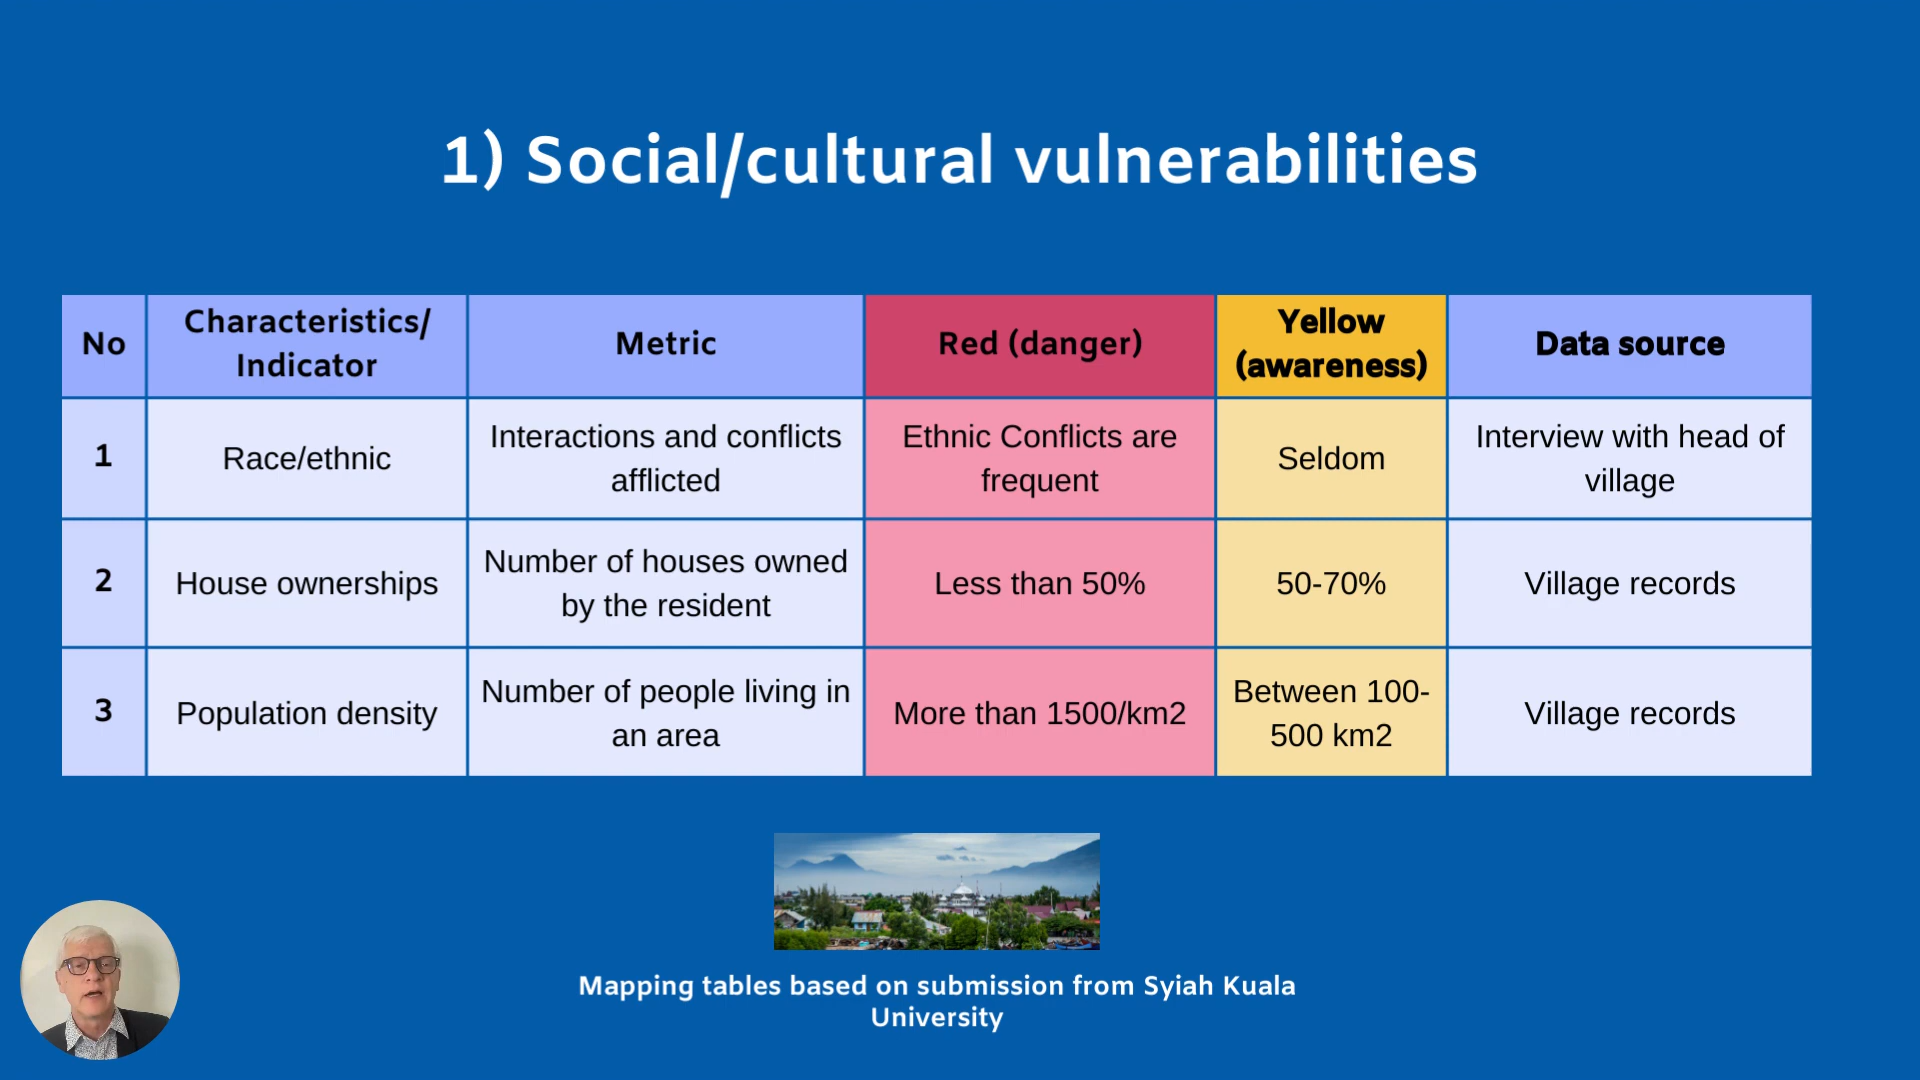 1) Social/cultural vulnerabilities
No
Characteristics/
Indicator
Metric
Red (danger)
Yellow
(awareness)
Data source
1
Race/ethnic
Interactions and conflicts
afflicted
Ethnic Conflicts are
frequent
Seldom
Interview with head of
village
2
House ownerships
Number of houses owned
by the resident
Less than 50%
50-70%
Village records
3
Population density
Number of people living in
an area
More than 1500/km2
Between 100-
500 km2
Village records
Mapping tables based on submission from Syiah Kuala
University